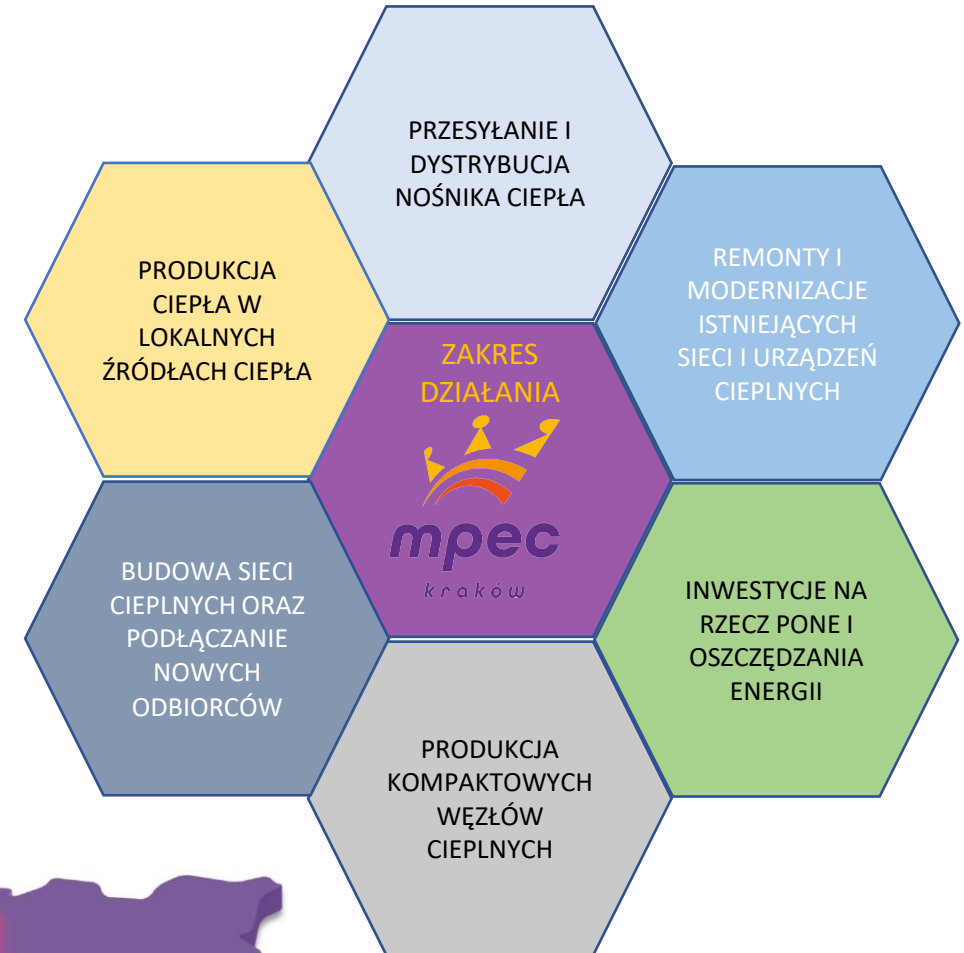 PRZESYŁANIE I
DYSTRYBUCJA
NOŚNIKA CIEPŁA
PRODUKCJA
CIEPŁA W
LOKALNYCH
ŹRÓDŁACH CIEPŁA
REMONTY I
MODERNIZACJE
ISTNIEJĄCYCH
SIECI I URZĄDZEŃ
CIEPLNYCH
ZAKRES
DZIAŁANIA
mpec
kraków
BUDOWA SIECI
CIEPLNYCH ORAZ
PODŁĄCZANIE
NOWYCH
ODBIORCÓW
INWESTYCJE NA
RZECZ PONE I
OSZCZĘDZANIA
ENERGII
PRODUKCJA
KOMPAKTOWYCH
WĘZŁÓW
CIEPLNYCH